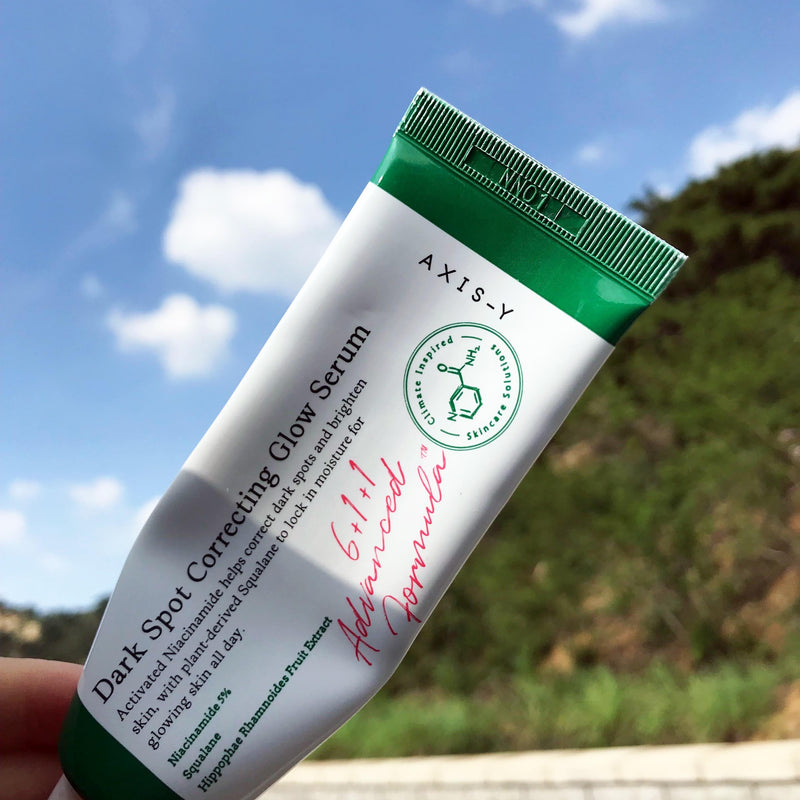 AXIS-Y
Climate Inspired
Skincare Solutions
NH₂
O
N
Dark Spot Correcting Glow Serum
Activated Niacinamide helps correct dark spots and brighten
skin, with plant-derived Squalane to lock in moisture for
glowing skin all day.
6+1+1
Advanced
Formula™
Niacinamide 5%
Squalane
Hippophae Rhamnoides Fruit Extract